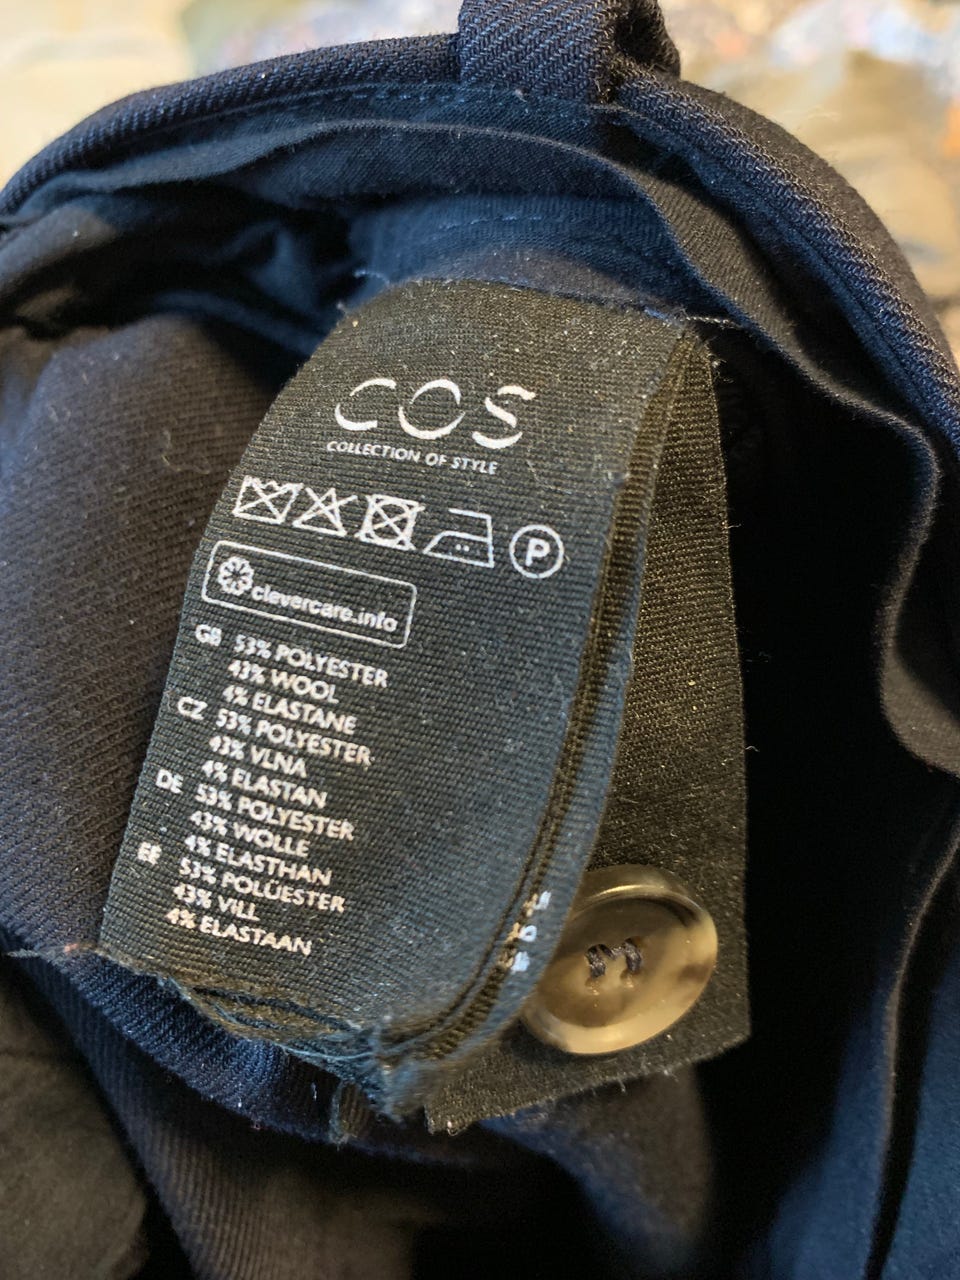 COS
COLLECTION OF STYLE
P
clevercare.info
GB 53% POLYESTER
43% WOOL
4% ELASTANE
CZ 53% POLYESTER
43% VLNA
4% ELASTAN
DE 53% POLYESTER
43% WOLLE
4% ELASTHAN
EE 53% POLÜESTER
43% VILL
4% ELASTAAN